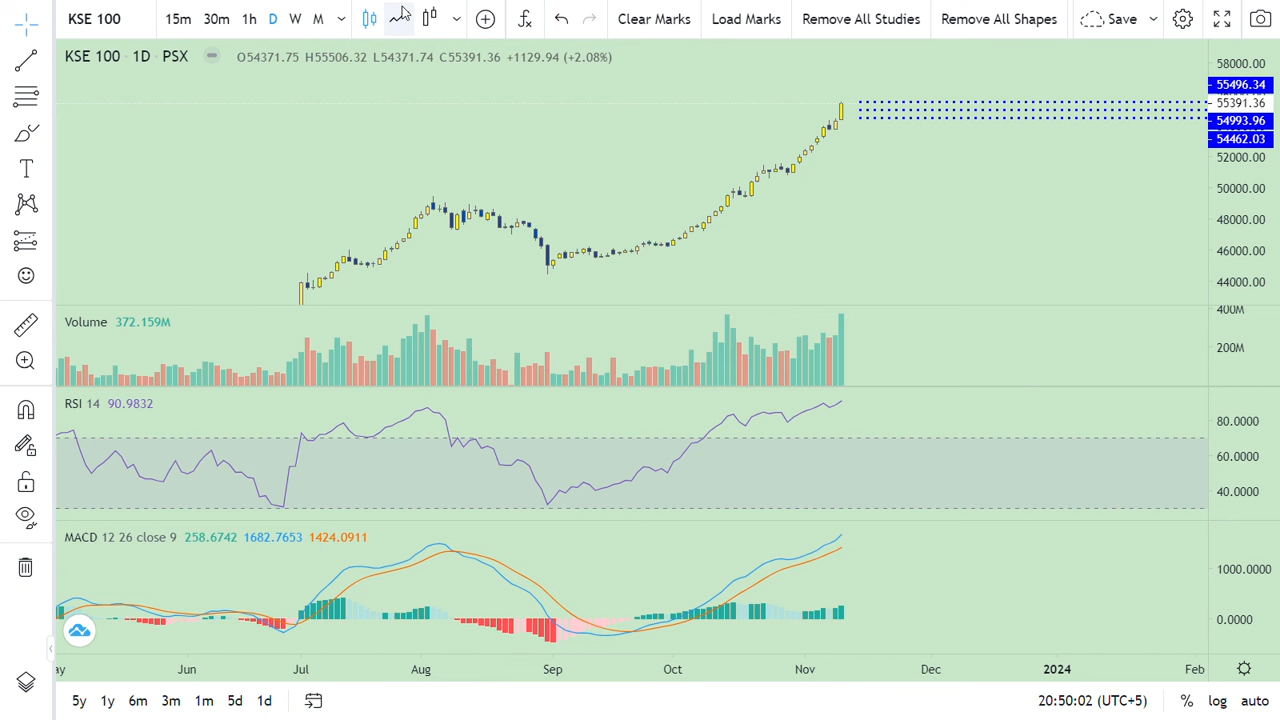 KSE 100 15m 30m 1h D W M Clear Marks Load Marks Remove All Studies Remove All Shapes Save
KSE 100 1D PSX O54371.75 H55506.32 L54371.74 C55391.36 +1129.94 (+2.08%)
58000.00
55496.34
55391.36
54993.96
54462.03
52000.00
50000.00
48000.00
46000.00
44000.00
Volume 372.159M
400M
200M
RSI 14 90.9832
80.0000
60.0000
40.0000
MACD 12 26 close 9 258.6742 1682.7653 1424.0911
1000.0000
0.0000
ay Jun Jul Aug Sep Oct Nov Dec 2024 Feb
5y 1y 6m 3m 1m 5d 1d 20:50:02 (UTC+5) % log auto